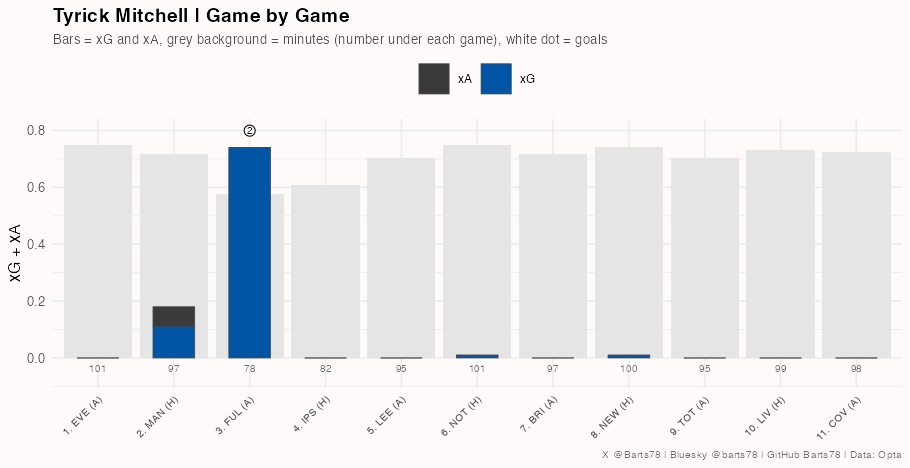 Tyrick Mitchell | Game by Game
Bars = xG and xA, grey background = minutes (number under each game), white dot = goals
xA
xG
0.8
0.6
0.4
0.2
0.0
xG + xA
2
101
97
78
82
95
101
97
100
95
99
98
1. EVE (A)
2. MAN (H)
3. FUL (A)
4. IPS (H)
5. LEE (A)
6. NOT (H)
7. BRI (A)
8. NEW (H)
9. TOT (A)
10. LIV (H)
11. COV (A)
X @Barts78 | Bluesky @barts78 | GitHub Barts78 | Data: Opta